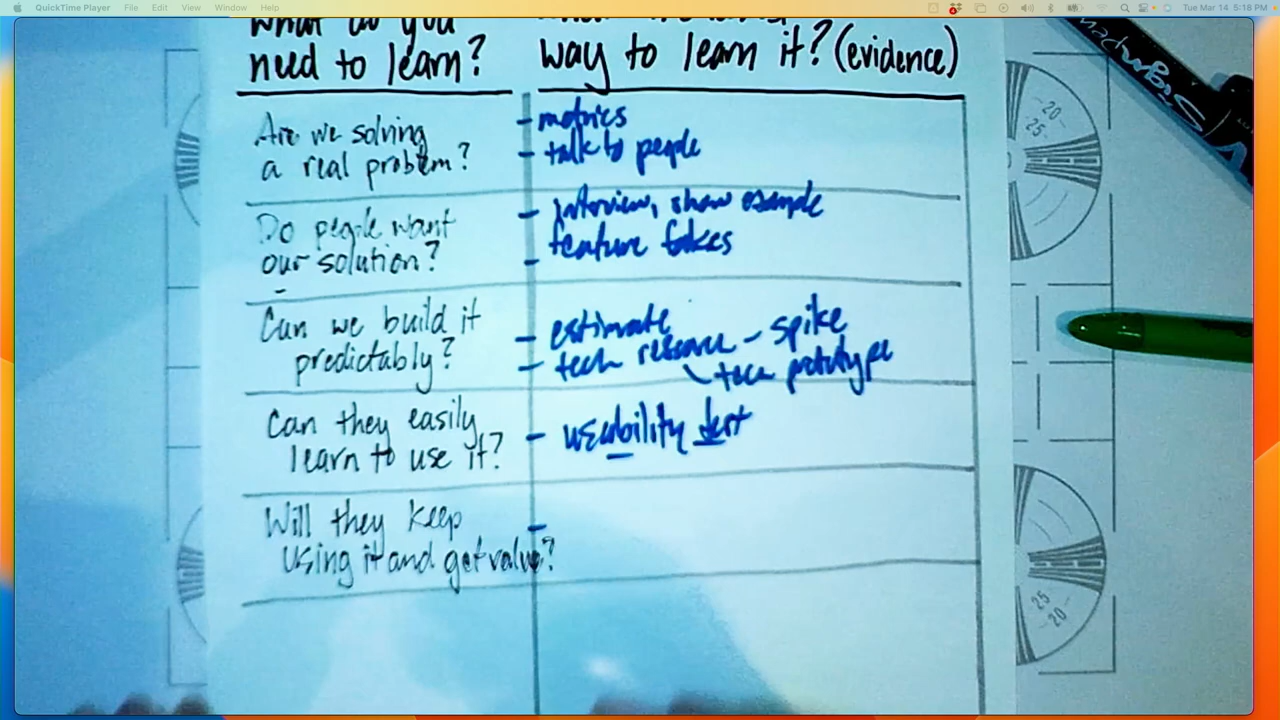 QuickTime Player File Edit View Window Help
Tue Mar 14 5:18 PM
What do you
need to learn?
way to learn it? (evidence)
Are we solving
a real problem?
- metrics
- talk to people
Do people want
our solution?
- interview, show example
- feature fakes
Can we build it
predictably?
- estimate
- tech research - spike
tech prototype
Can they easily
learn to use it?
- useability test
Will they keep
using it and get value?
-
20
25
25
20
Stampen